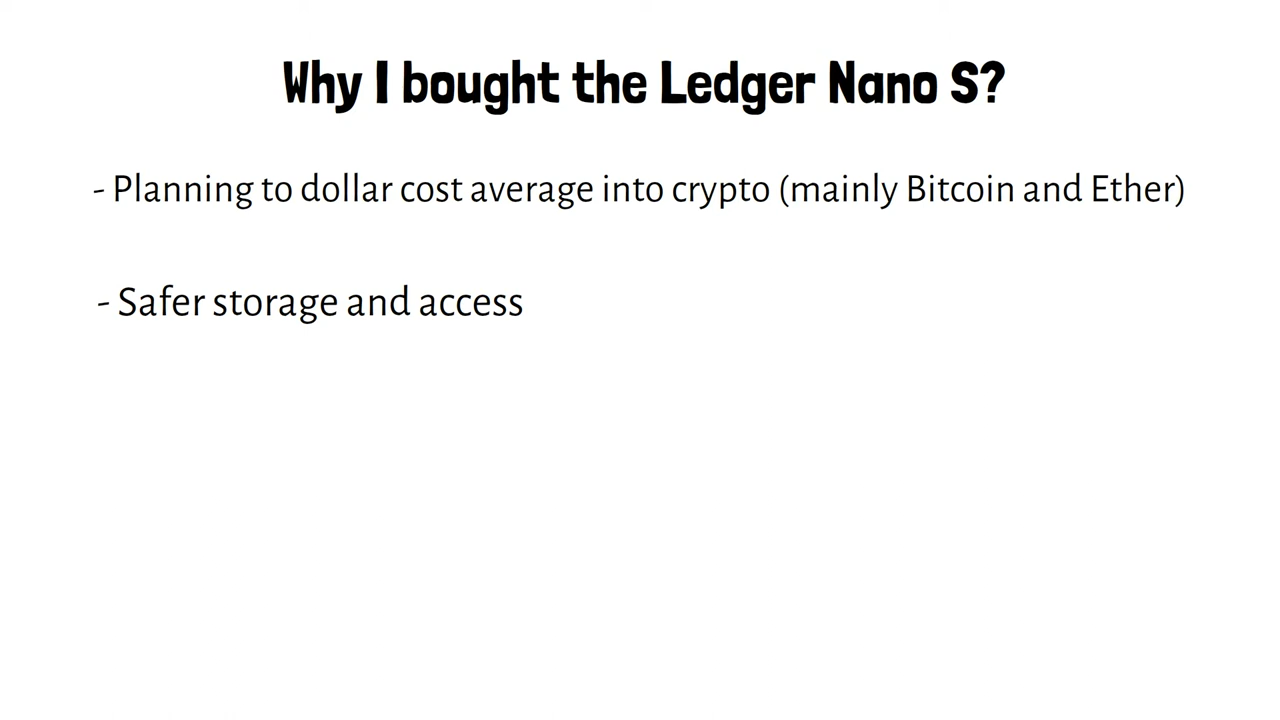 Why I bought the Ledger Nano S?
- Planning to dollar cost average into crypto (mainly Bitcoin and Ether)
- Safer storage and access